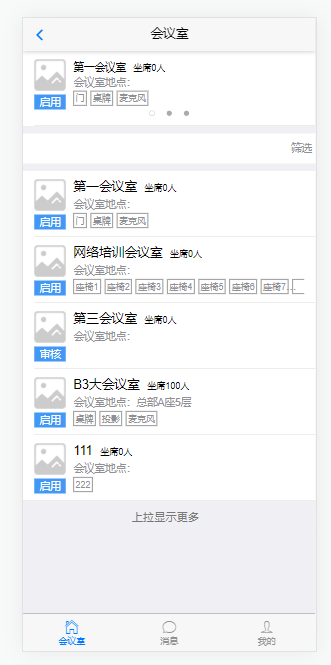 会议室
第一会议室 坐席0人
会议室地点：
启用 门 桌牌 麦克风
筛选
第一会议室 坐席0人
会议室地点：
启用 门 桌牌 麦克风
网络培训会议室 坐席0人
会议室地点：
启用 座椅1 座椅2 座椅3 座椅4 座椅5 座椅6 座椅7...
第三会议室 坐席0人
会议室地点：
审核
B3大会议室 坐席100人
会议室地点：总部A座5层
启用 桌牌 投影 麦克风
111 坐席0人
会议室地点：
启用 222
上拉显示更多
会议室 消息 我的